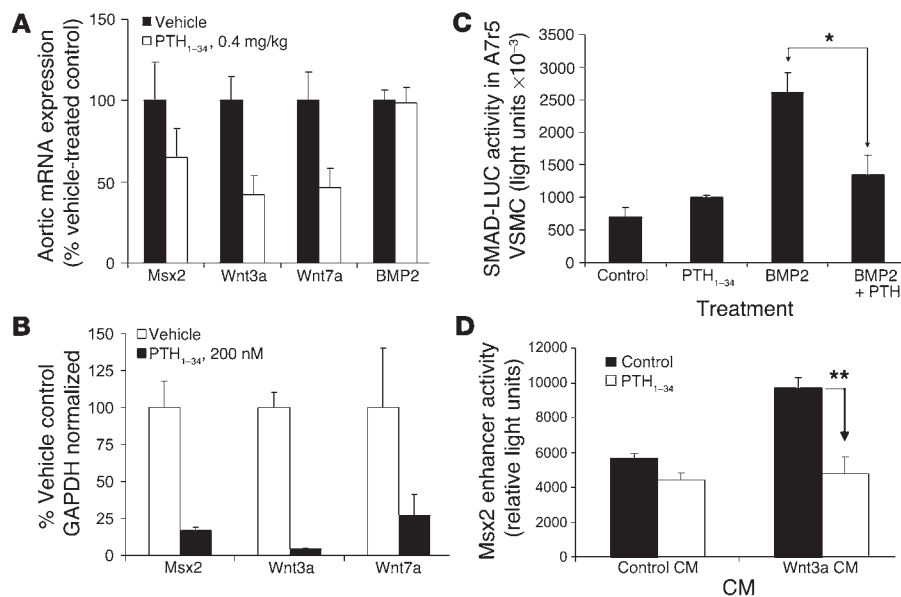 A
Aortic mRNA expression
(% vehicle-treated control)
150
100
50
0
Vehicle
PTH1–34, 0.4 mg/kg
Msx2 Wnt3a Wnt7a BMP2
B
% Vehicle control
GAPDH normalized
150
125
100
75
50
25
0
Vehicle
PTH1–34, 200 nM
Msx2 Wnt3a Wnt7a
C
SMAD-LUC activity in A7r5
VSMC (light units ×10−3)
3500
3000
2500
2000
1500
1000
500
0
*
Control PTH1–34 BMP2 BMP2
+ PTH
Treatment
D
Msx2 enhancer activity
(relative light units)
12000
10000
8000
6000
4000
2000
0
Control
PTH1–34
**
Control CM Wnt3a CM
CM